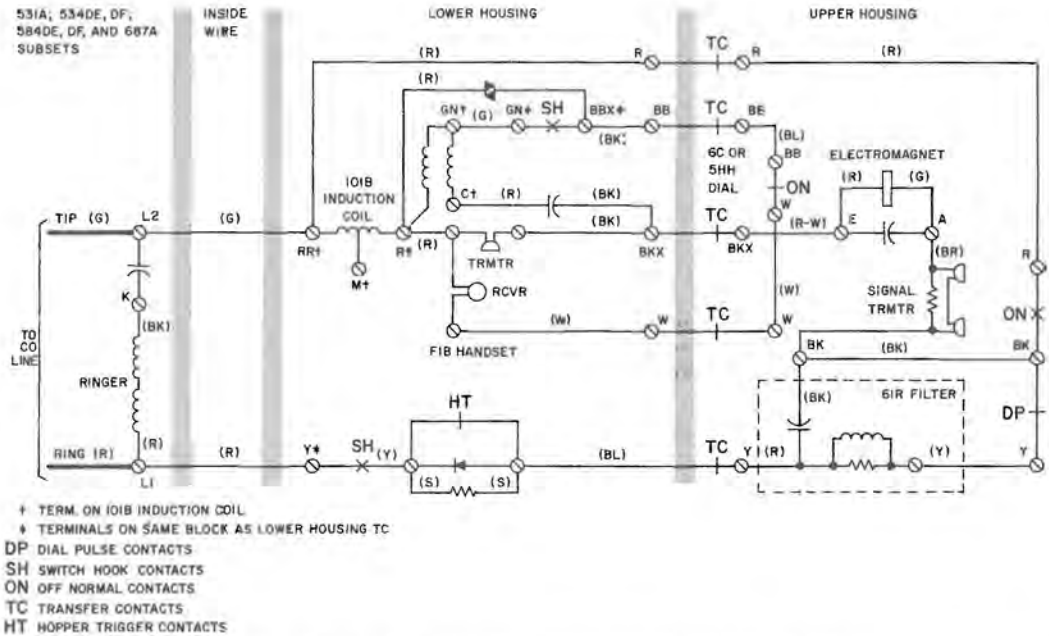 531A; 534DE, DF;
584DE, DF, AND 687A
SUBSETS
INSIDE
WIRE
LOWER HOUSING
UPPER HOUSING
(R)
R
TC
R
(R)
(R)
GN†
(G)
GN*
SH
BBX*
BB
TC
BB
(BK)
(BL)
BB
6C OR
5HH
DIAL
ON
W
ELECTROMAGNET
(R)
(G)
101B
INDUCTION
COIL
C†
(R)
(BK)
TIP (G)
L2
(G)
RR†
R†
(R)
(BK)
TRMTR
BKX
TC
BKX
(R-W)
E
A
M†
(BR)
R
K
RCVR
(W)
SIGNAL
TRMTR
ON
(BK)
TO
CO
LINE
(W)
W
TC
W
F1B HANDSET
BK
(BK)
BK
RINGER
HT
(BK)
61R FILTER
DP
(R)
RING (R)
(R)
Y*
SH
(Y)
(BL)
TC
Y
(R)
(Y)
Y
L1
(S)
(S)
† TERM. ON 101B INDUCTION COIL
* TERMINALS ON SAME BLOCK AS LOWER HOUSING TC
DP DIAL PULSE CONTACTS
SH SWITCH HOOK CONTACTS
ON OFF NORMAL CONTACTS
TC TRANSFER CONTACTS
HT HOPPER TRIGGER CONTACTS